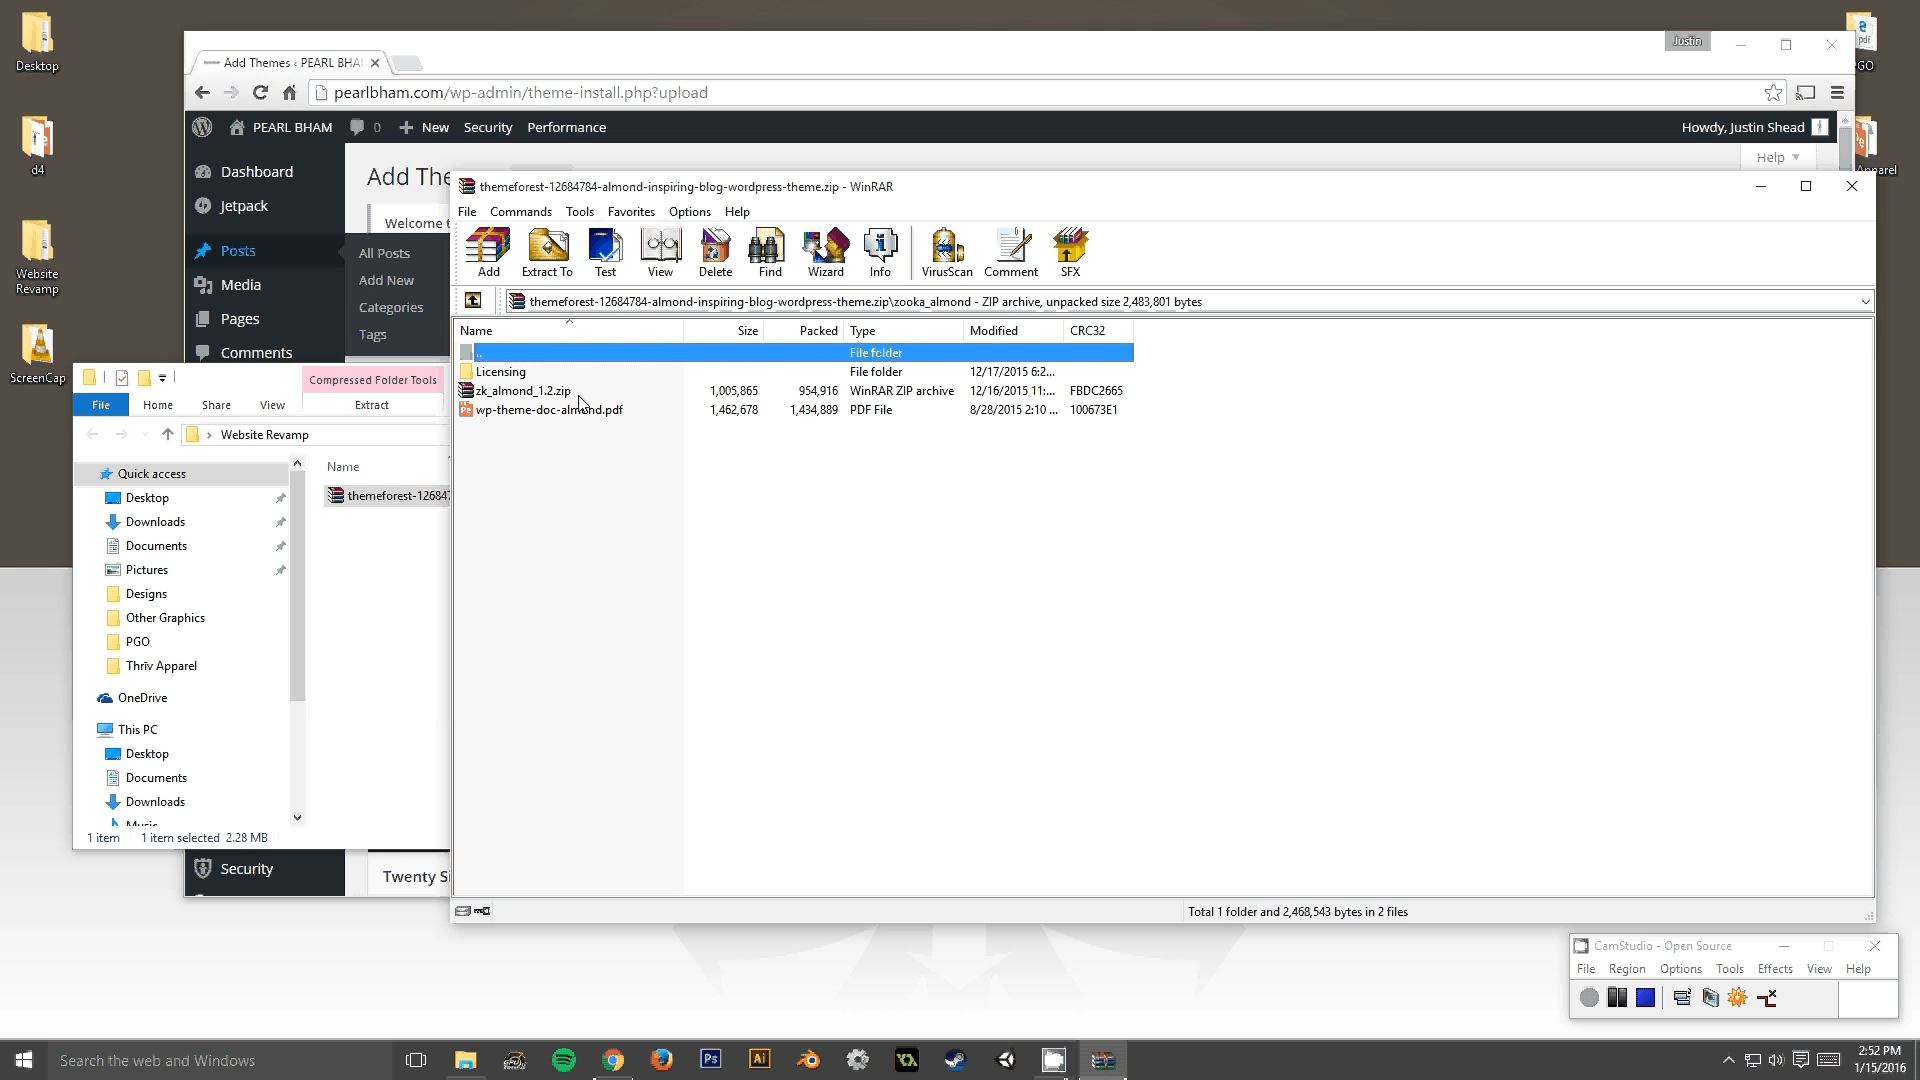 Desktop
d4
Website
Revamp
ScreenCap
pdf
GO
Justin
Add Themes ‹ PEARL BHA
pearlbham.com/wp-admin/theme-install.php?upload
PEARL BHAM
0
New
Security
Performance
Howdy, Justin Shead
Help
Dashboard
Jetpack
Posts
Media
Pages
Comments
All Posts
Add New
Categories
Tags
Add The
Welcome t
Security
Twenty Si
themeforest-12684784-almond-inspiring-blog-wordpress-theme.zip - WinRAR
File Commands Tools Favorites Options Help
Add Extract To Test View Delete Find Wizard Info VirusScan Comment SFX
themeforest-12684784-almond-inspiring-blog-wordpress-theme.zip\zooka_almond - ZIP archive, unpacked size 2,483,801 bytes
Name Size Packed Type Modified CRC32
.. File folder
Licensing File folder 12/17/2015 6:2...
zk_almond_1.2.zip 1,005,865 954,916 WinRAR ZIP archive 12/16/2015 11:... FBDC2665
wp-theme-doc-almond.pdf 1,462,678 1,434,889 PDF File 8/28/2015 2:10 ... 100673E1
Total 1 folder and 2,468,543 bytes in 2 files
Compressed Folder Tools
File Home Share View Extract
Website Revamp
Name
themeforest-126847
Quick access
Desktop
Downloads
Documents
Pictures
Designs
Other Graphics
PGO
Thriv Apparel
OneDrive
This PC
Desktop
Documents
Downloads
Music
1 item 1 item selected 2.28 MB
CamStudio - Open Source
File Region Options Tools Effects View Help
Search the web and Windows
Ps
Ai
2:52 PM
1/15/2016